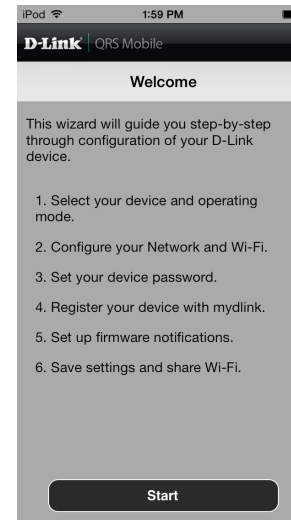 iPod 1:59 PM
D-Link QRS Mobile
Welcome
This wizard will guide you step-by-step
through configuration of your D-Link
device.
1. Select your device and operating
mode.
2. Configure your Network and Wi-Fi.
3. Set your device password.
4. Register your device with mydlink.
5. Set up firmware notifications.
6. Save settings and share Wi-Fi.
Start